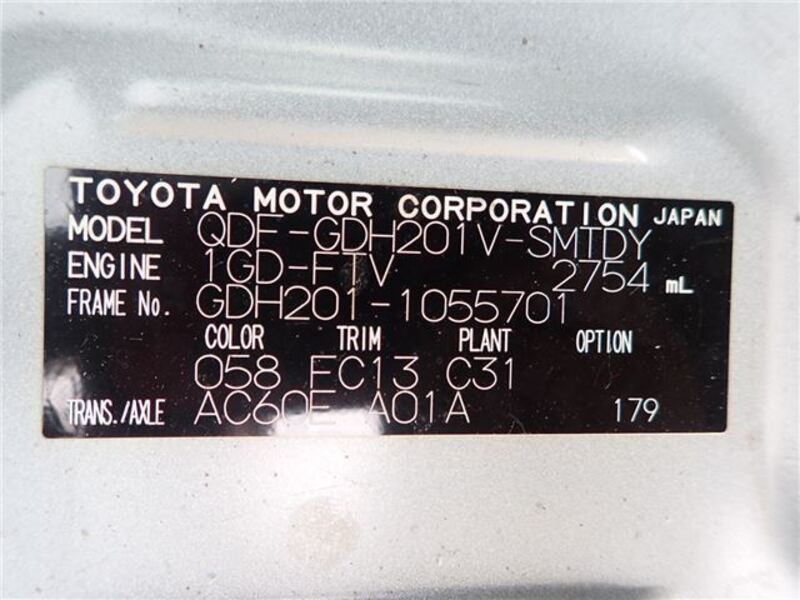 TOYOTA MOTOR CORPORATION JAPAN
MODEL QDF-GDH201V-SMTDY
ENGINE 1GD-FTV 2754 mL
FRAME No. GDH201-1055701
COLOR TRIM PLANT OPTION
058 FC13 C31
TRANS./AXLE AC60E A01A 179